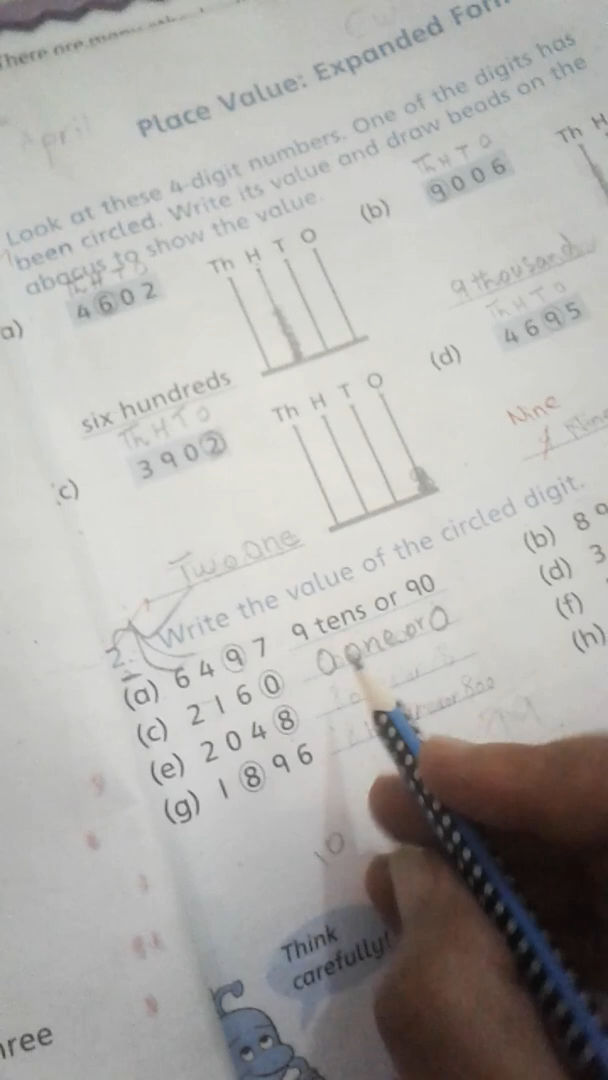 There are many
April
Place Value: Expanded For
Look at these 4-digit numbers. One of the digits has
been circled. Write its value and draw beads on the
abacus to show the value.
a) Th H T O
4 6 0 2
Th H T O
six hundreds
(b) Th H T O
9 0 0 6
Th H
9 thousand
c) Th H T O
3 9 0 2
Th H T O
Two One
(d) Th H T O
4 6 9 5
Nine
2. Write the value of the circled digit.
(a) 6 4 9 7 9 tens or 90
(b) 8 9
(c) 2 1 6 0 0 one or 0
(d) 3
(e) 2 0 4 8
(f)
(g) 1 8 9 6
(h)
10
Think
carefully!
hree